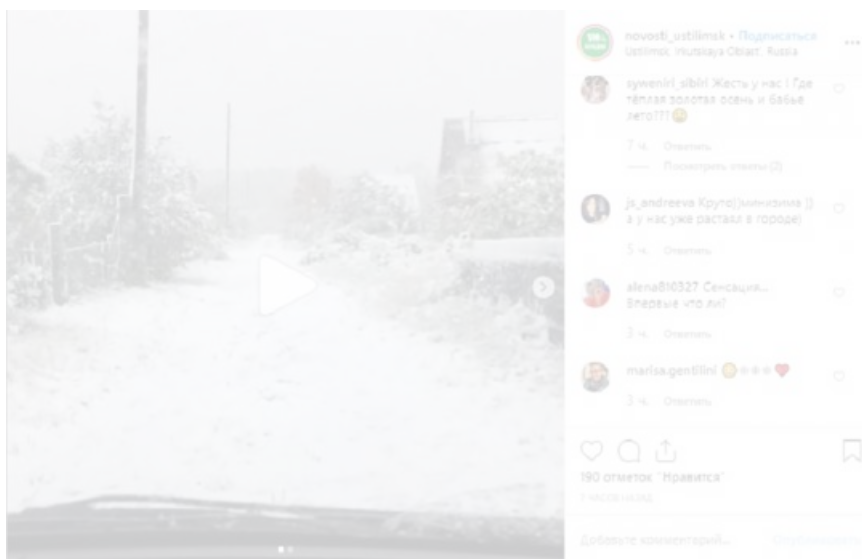 novosti_ustilimsk • Подписаться
Ustilimsk, Irkutskaya Oblast', Russia
syweniri_sibiri Жесть у нас ! Где
тёплая золотая осень и бабье
лето???
7 ч. Ответить
Посмотреть ответы (2)
js_andreeva Круто))минизима ))
а у нас уже растаял в городе)
5 ч. Ответить
alena810327 Сенсация...
Впервые что ли?
3 ч. Ответить
marisa.gentilini
3 ч. Ответить
190 отметок "Нравится"
ЧАСОВ НАЗАД
Добавьте комментарий... Опубликовать